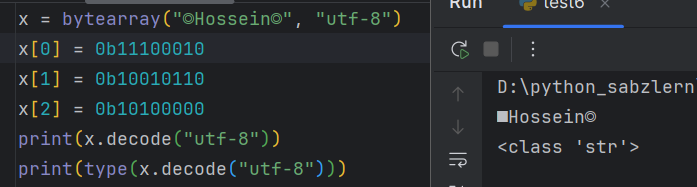 x = bytearray("©Hossein©", "utf-8")
x[0] = 0b11100010
x[1] = 0b10010110
x[2] = 0b10100000
print(x.decode("utf-8"))
print(type(x.decode("utf-8")))
Run
test6
D:\python_sabzlern
■Hossein©
<class 'str'>